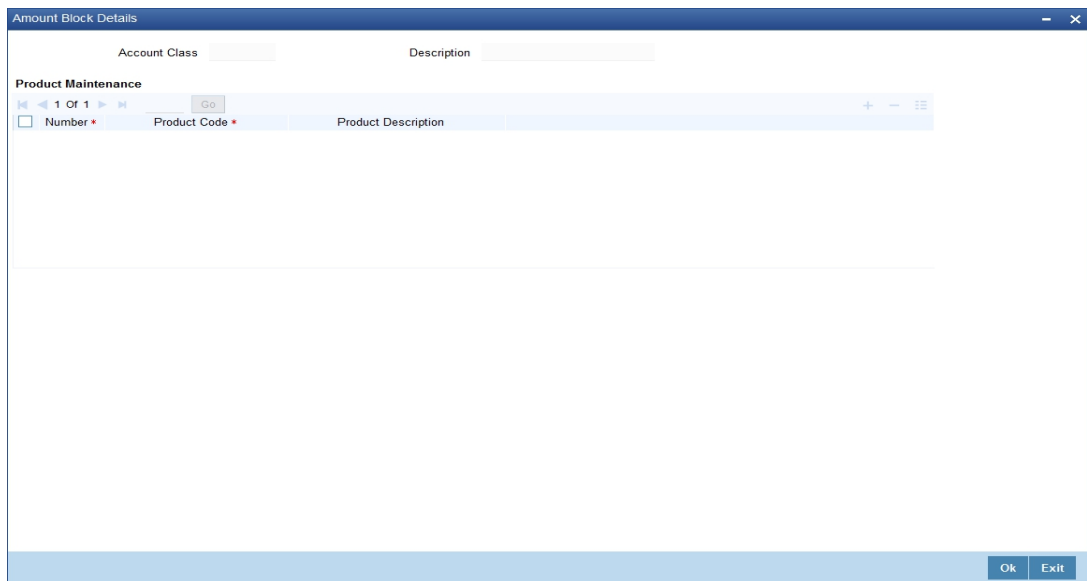 Amount Block Details
Account Class Description
Product Maintenance
1 Of 1 Go
Number * Product Code * Product Description
Ok Exit